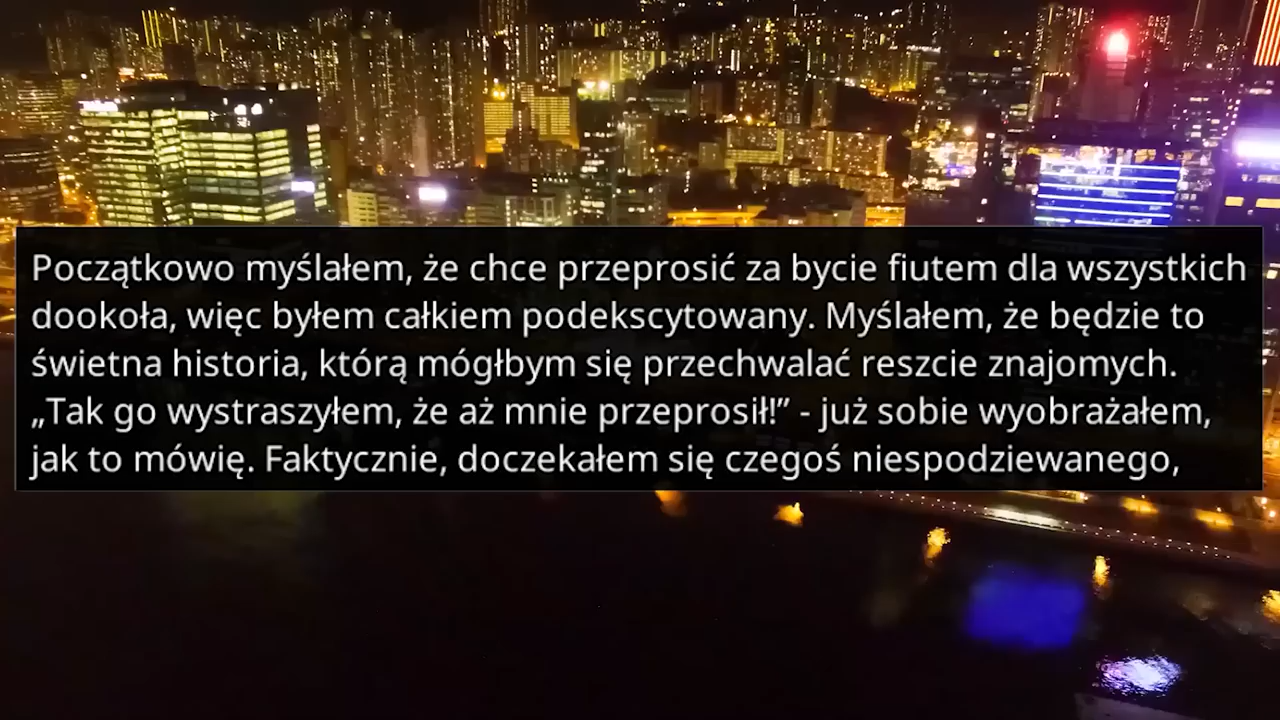 Początkowo myślałem, że chce przeprosić za bycie fiutem dla wszystkich
dookoła, więc byłem całkiem podekscytowany. Myślałem, że będzie to
świetna historia, którą mógłbym się przechwalać reszcie znajomych.
„Tak go wystraszyłem, że aż mnie przeprosił!” - już sobie wyobrażałem,
jak to mówię. Faktycznie, doczekałem się czegoś niespodziewanego,